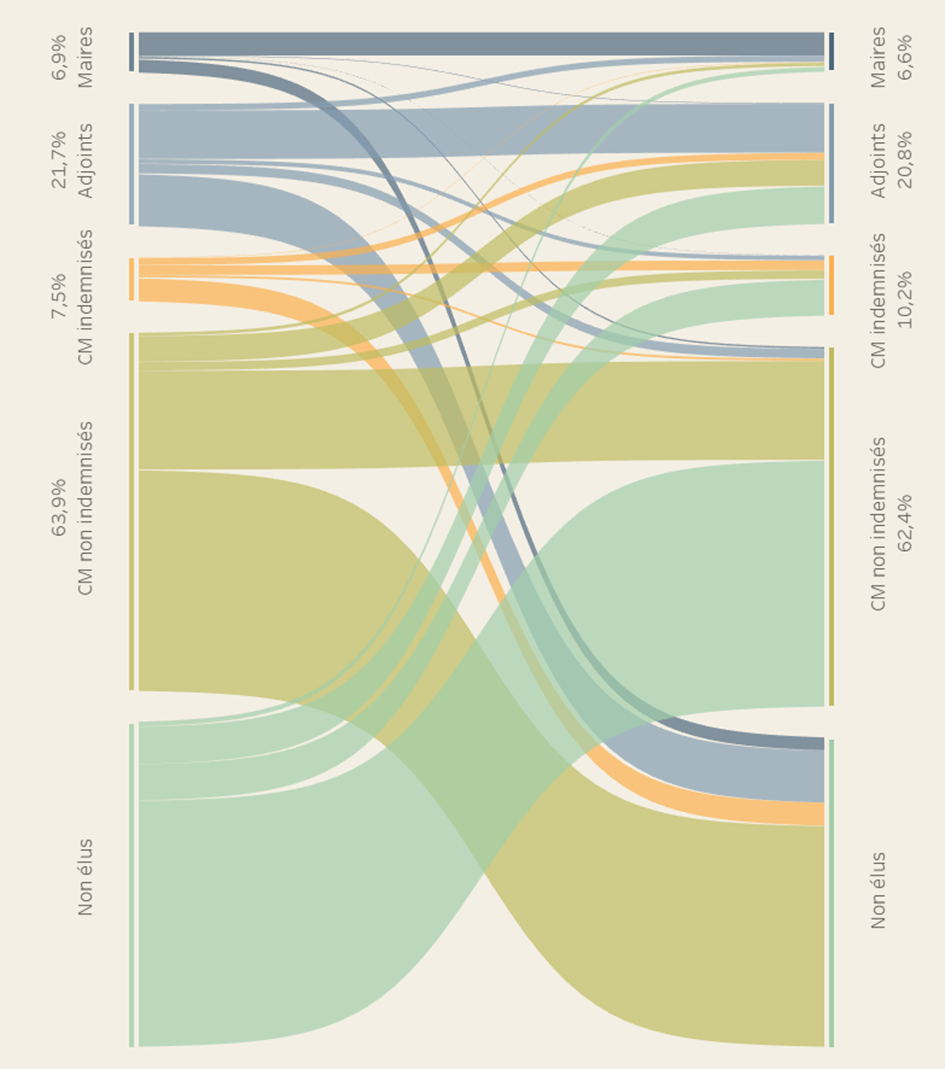 Maires
6,9%
Adjoints
21,7%
CM indemnisés
7,5%
CM non indemnisés
63,9%
Non élus
Maires
6,6%
Adjoints
20,8%
CM indemnisés
10,2%
CM non indemnisés
62,4%
Non élus